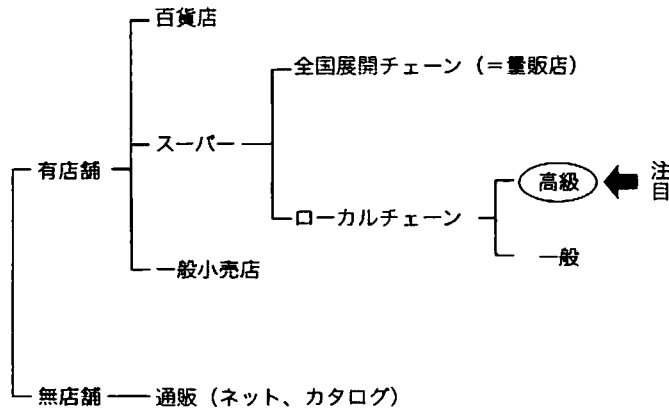 百貨店
全国展開チェーン（＝量販店）
スーパー
有店舗
高級
注目
ローカルチェーン
一般
一般小売店
無店舗
通販（ネット、カタログ）